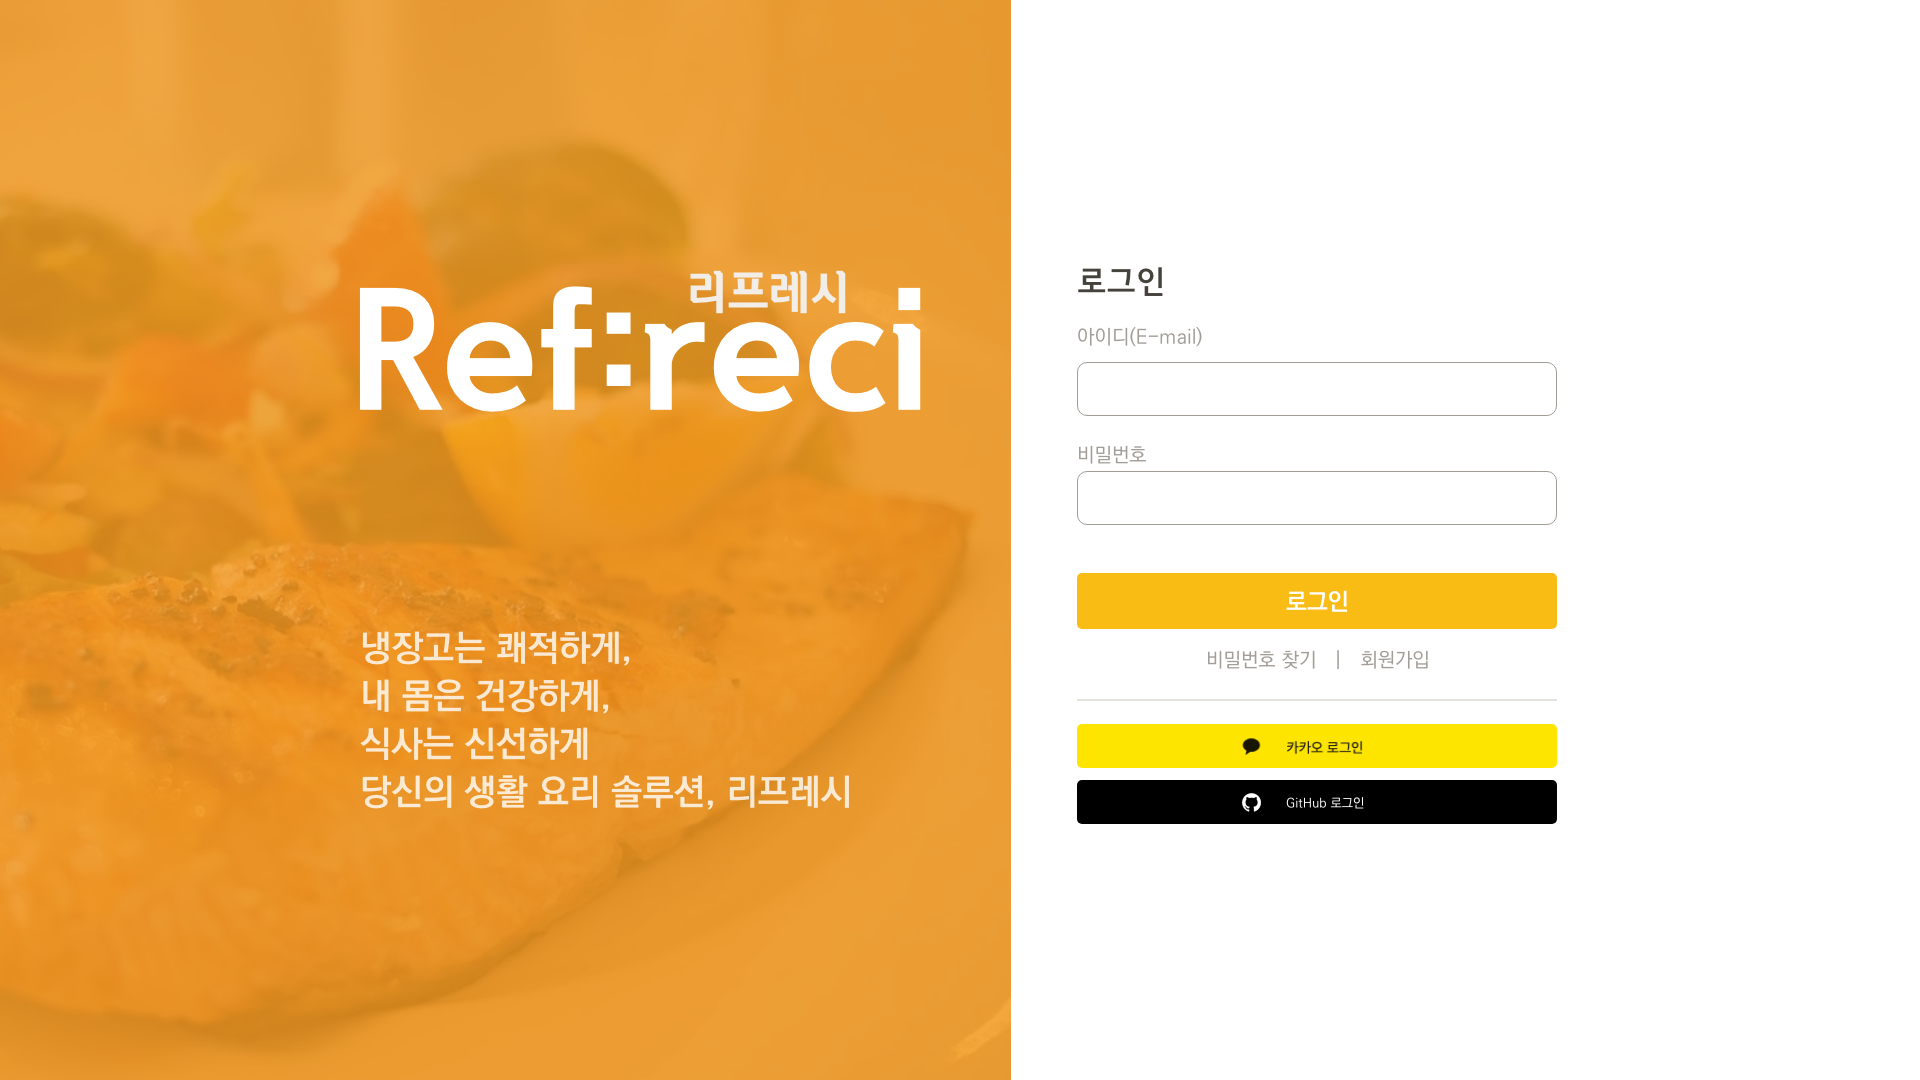 리프레시
Ref:reci
냉장고는 쾌적하게,
내 몸은 건강하게,
식사는 신선하게
당신의 생활 요리 솔루션, 리프레시
로그인
아이디(E-mail)
비밀번호
로그인
비밀번호 찾기 | 회원가입
카카오 로그인
GitHub 로그인